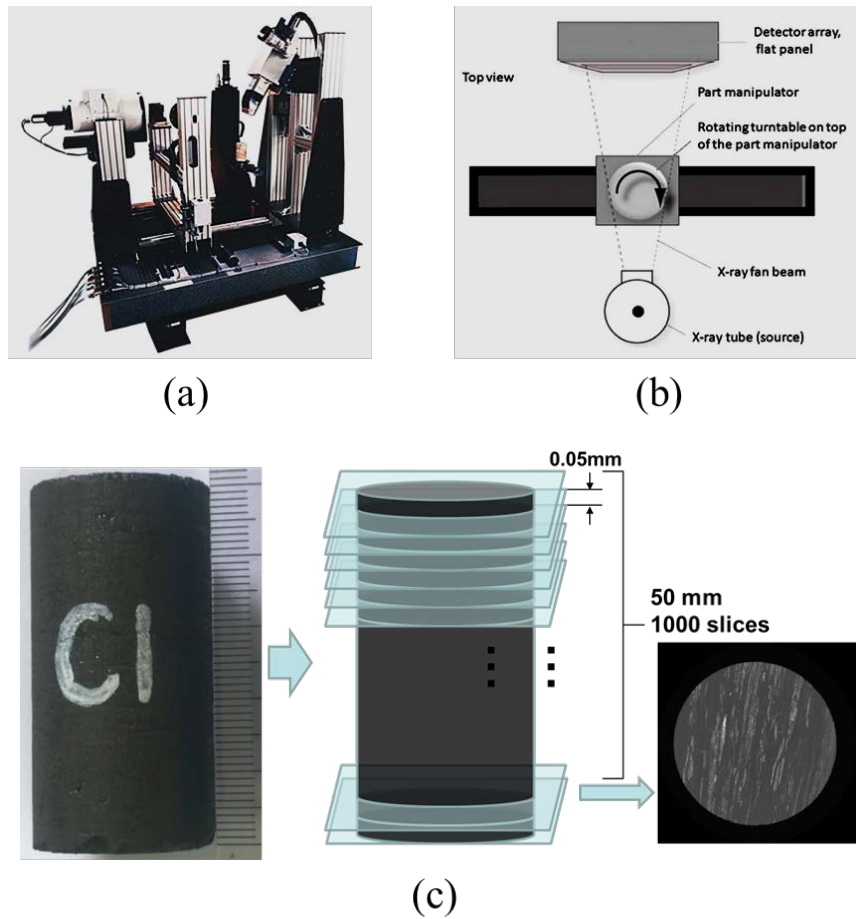 Top view
Detector array,
flat panel
Part manipulator
Rotating turntable on top
of the part manipulator
X-ray fan beam
X-ray tube (source)
(a)
(b)
C1
0.05mm
50 mm
1000 slices
(c)